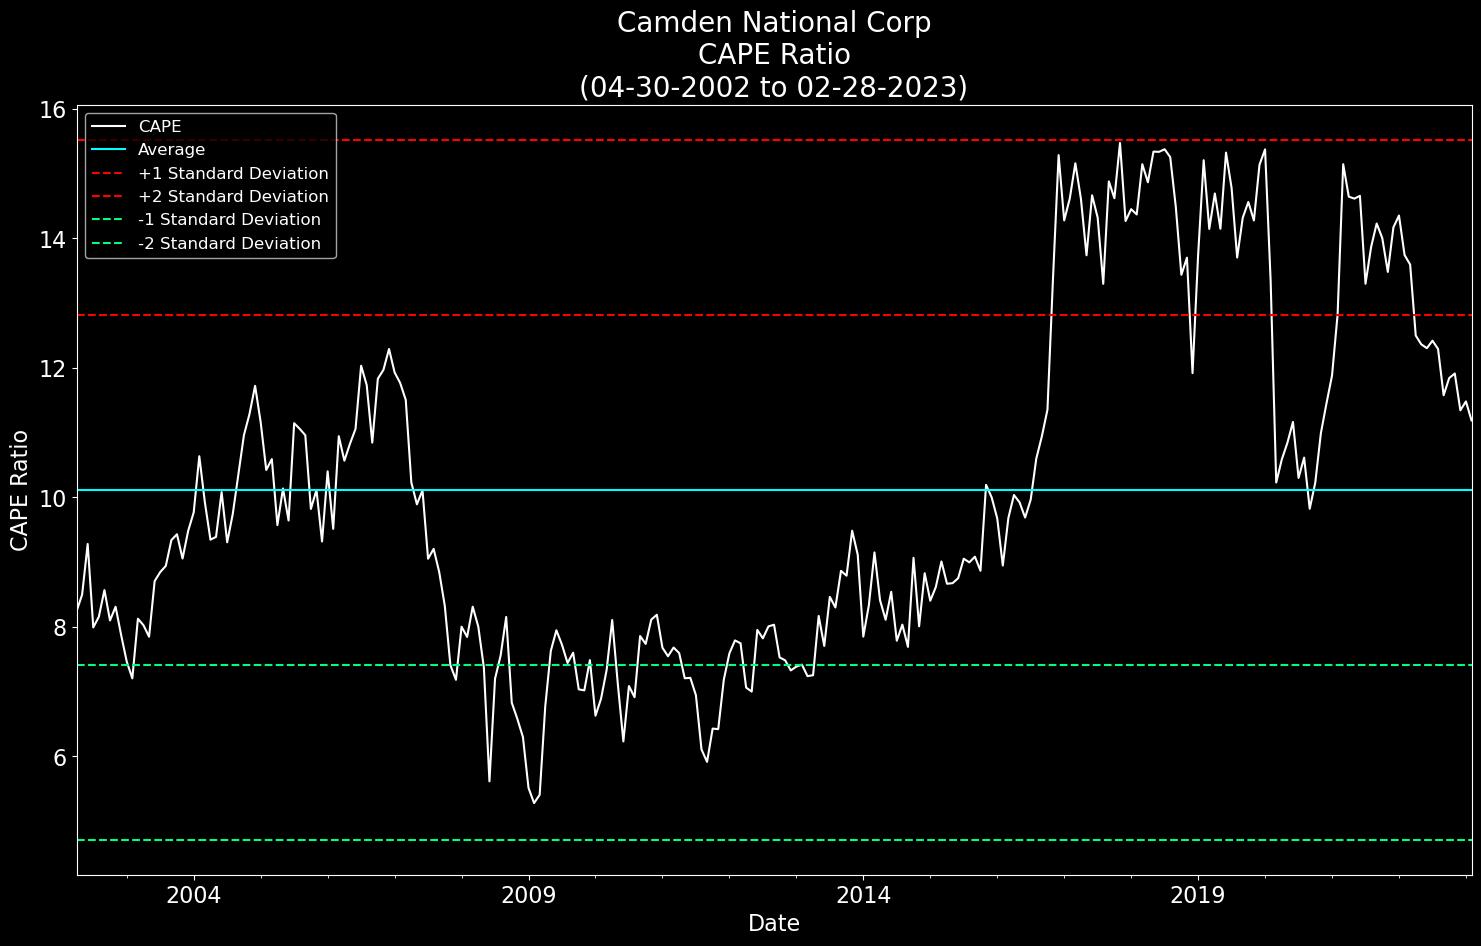 Camden National Corp
CAPE Ratio
(04-30-2002 to 02-28-2023)
16
14
12
10
8
6
CAPE Ratio
CAPE
Average
+1 Standard Deviation
+2 Standard Deviation
-1 Standard Deviation
-2 Standard Deviation
2004
2009
2014
2019
Date